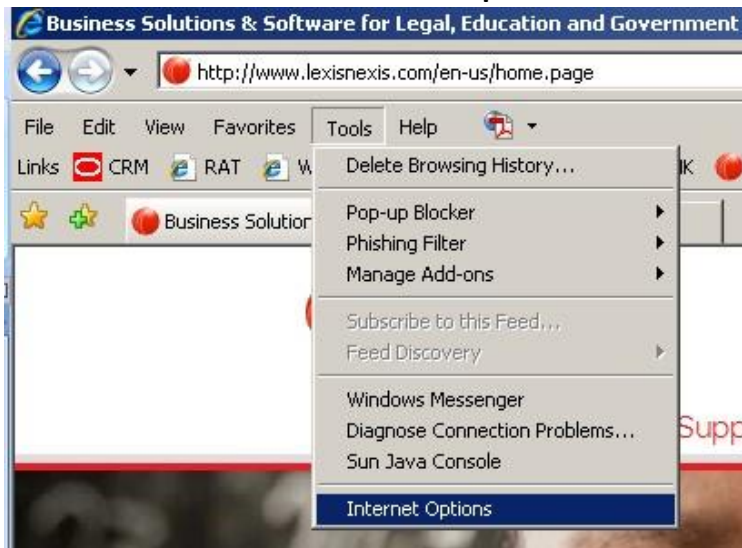 Business Solutions & Software for Legal, Education and Government
http://www.lexisnexis.com/en-us/home.page
File Edit View Favorites Tools Help
Links CRM RAT
Business Solution
Delete Browsing History...
Pop-up Blocker
Phishing Filter
Manage Add-ons
Subscribe to this Feed...
Feed Discovery
Windows Messenger
Diagnose Connection Problems...
Supp
Sun Java Console
Internet Options